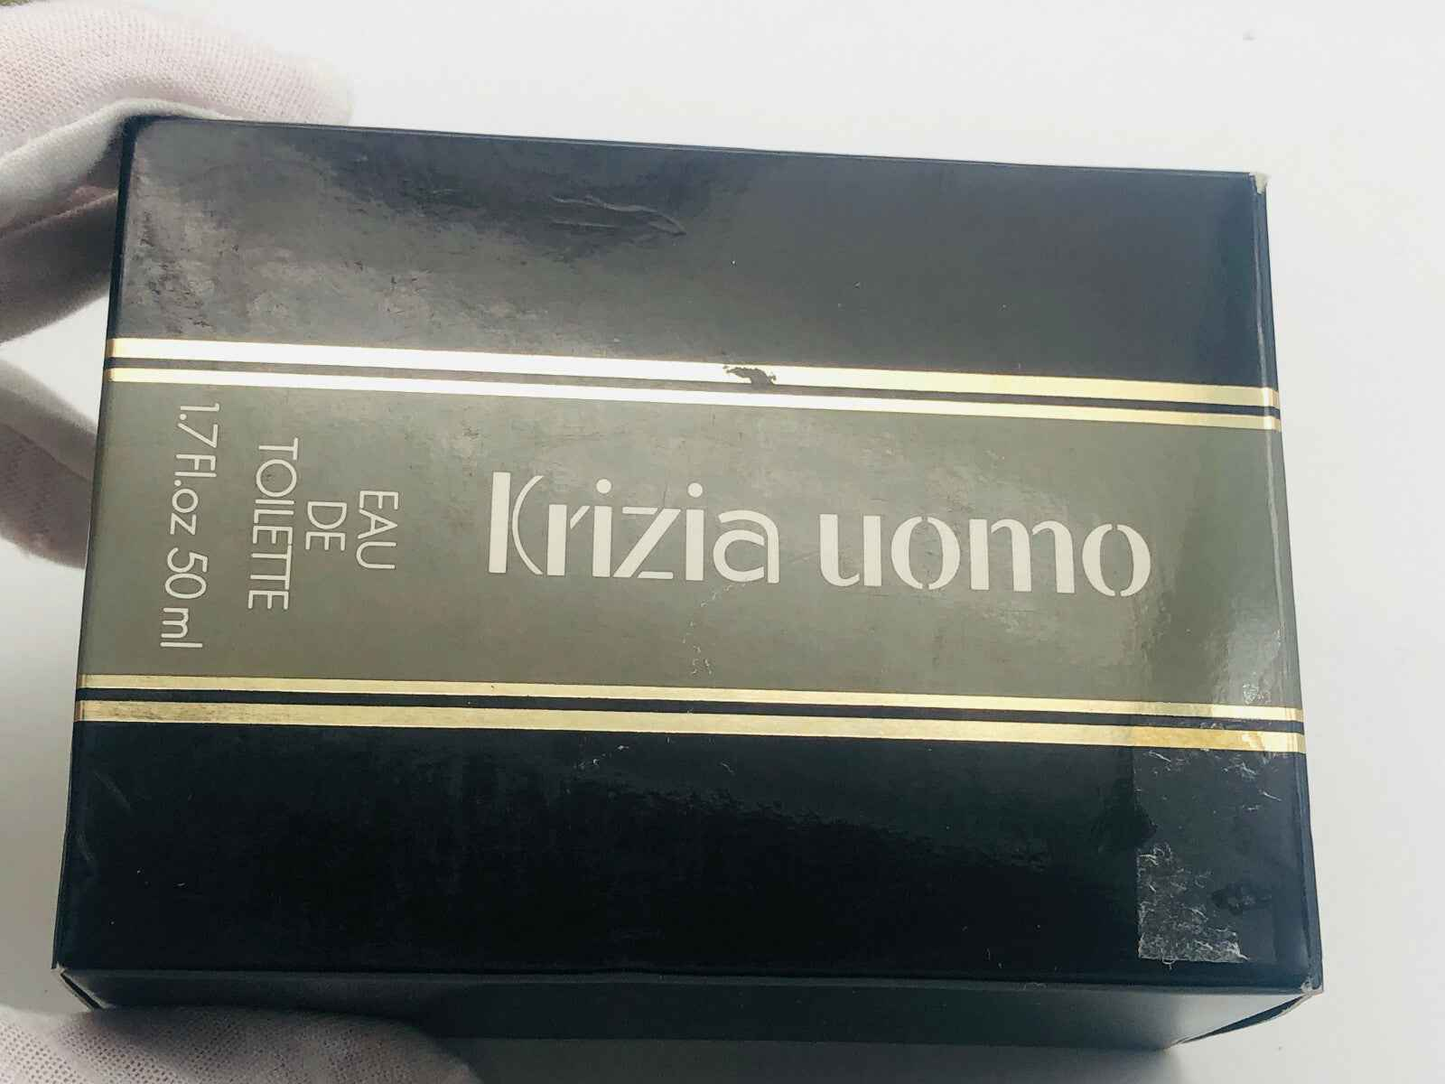 Krizia uomo
EAU
DE
TOILETTE
1.7 Fl.oz 50 ml